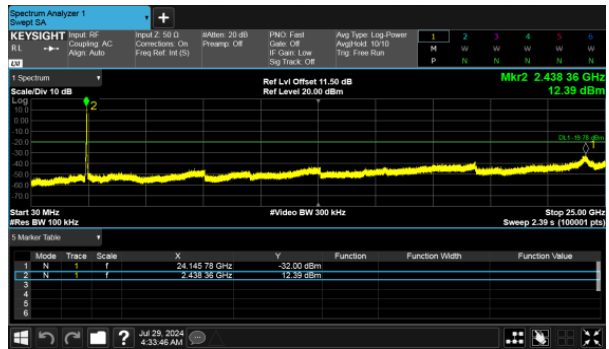 Spectrum Analyzer 1
Swept SA
+
KEYSIGHT Input: RF Input Z: 50 Ω #Atten: 20 dB PNO: Fast Avg Type: Log-Power 1 2 3 4 5 6
RL Coupling: AC Corrections: On Preamp: Off Gate: Off Avg|Hold: 10/10 M W W W W W
Align: Auto Freq Ref: Int (S) IF Gain: Low Trig: Free Run P N N N N N
Sig Track: Off
LXI
1 Spectrum Ref Lvl Offset 11.50 dB Mkr2 2.438 36 GHz
Scale/Div 10 dB Ref Level 20.00 dBm 12.39 dBm
Log
2
10.0
0.00
-10.0
DL1 -19.78 dBm
-20.0
1
-30.0
-40.0
-50.0
-60.0
-70.0
Start 30 MHz #Video BW 300 kHz Stop 25.00 GHz
#Res BW 100 kHz Sweep 2.39 s (100001 pts)
5 Marker Table
Mode Trace Scale X Y Function Function Width Function Value
1 N 1 f 24.145 78 GHz -32.00 dBm
2 N 1 f 2.438 36 GHz 12.39 dBm
3
4
5
6
? Jul 29, 2024
4:33:46 AM